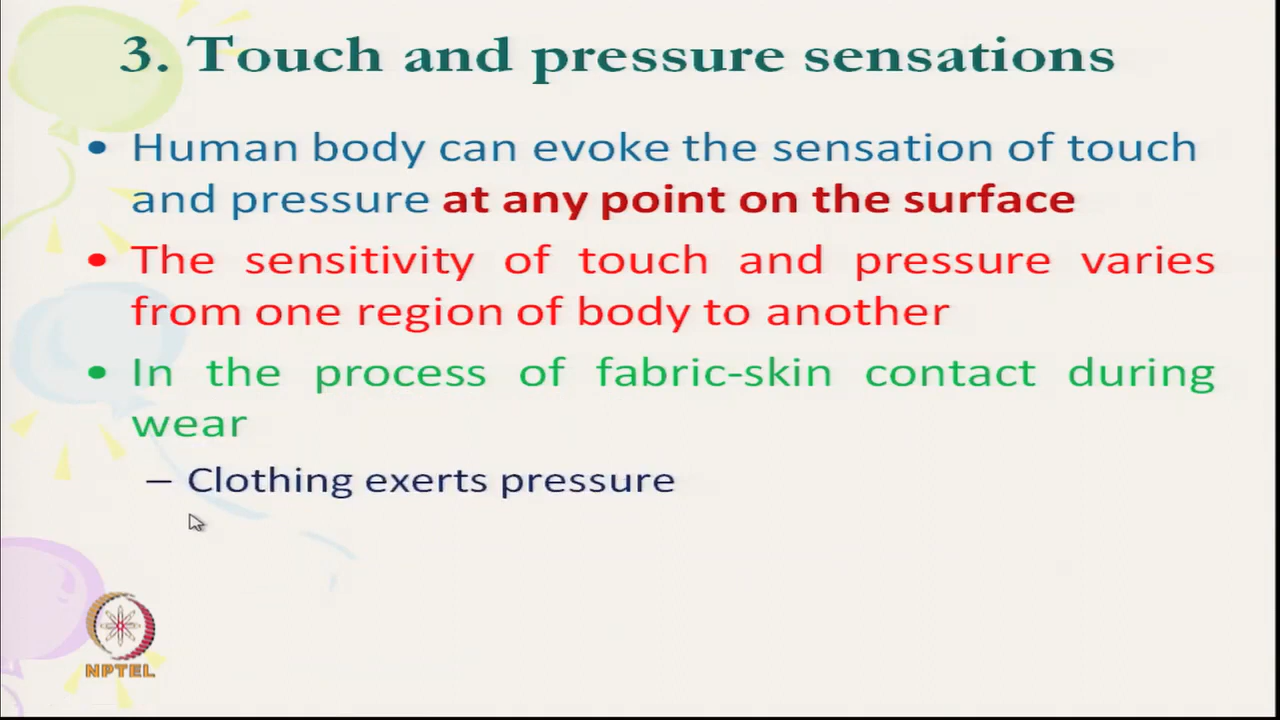 3. Touch and pressure sensations
• Human body can evoke the sensation of touch
and pressure at any point on the surface
• The sensitivity of touch and pressure varies
from one region of body to another
• In the process of fabric-skin contact during
wear
– Clothing exerts pressure
NPTEL